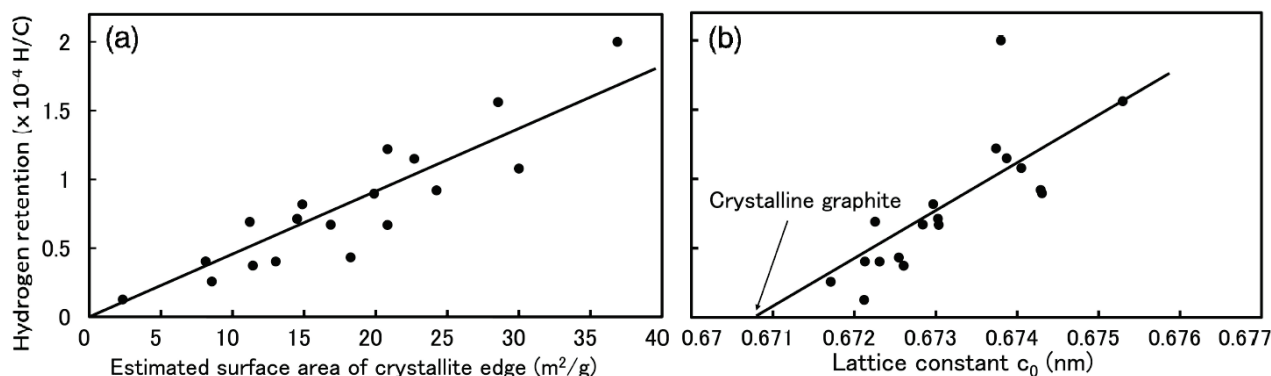 (a)
Hydrogen retention (x 10⁻⁴ H/C)
2
1.5
1
0.5
0
0 5 10 15 20 25 30 35 40
Estimated surface area of crystallite edge (m²/g)
(b)
Crystalline graphite
0.67 0.671 0.672 0.673 0.674 0.675 0.676 0.677
Lattice constant c₀ (nm)